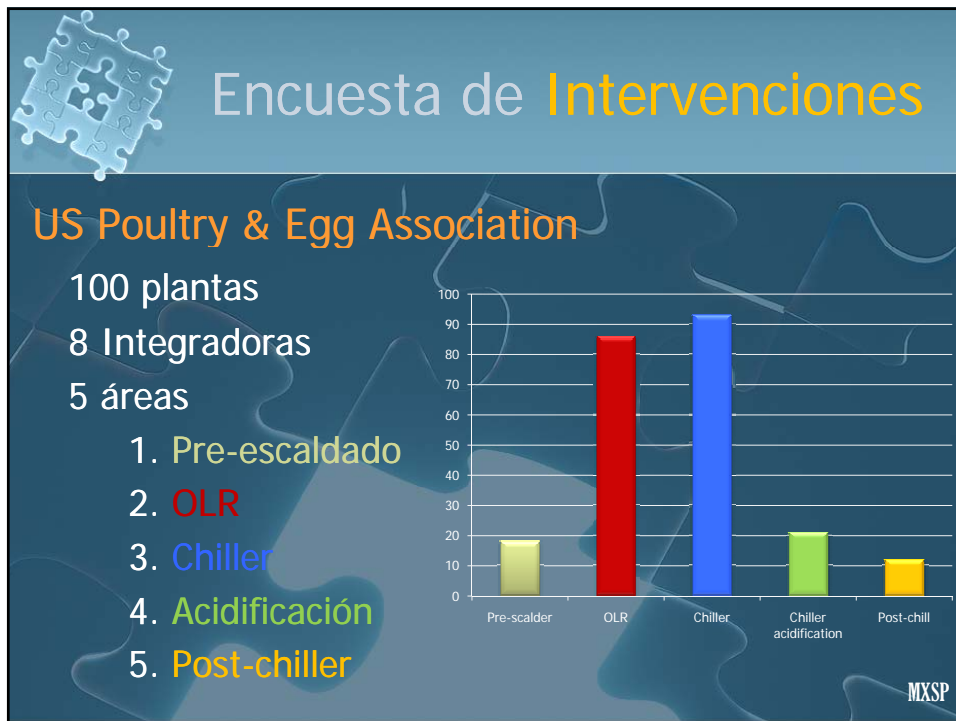 Encuesta de Intervenciones
US Poultry & Egg Association
100 plantas
8 Integradoras
5 áreas
1. Pre-escaldado
2. OLR
3. Chiller
4. Acidificación
5. Post-chiller
100
90
80
70
60
50
40
30
20
10
0
Pre-scalder OLR Chiller Chiller acidification Post-chill
MXSP